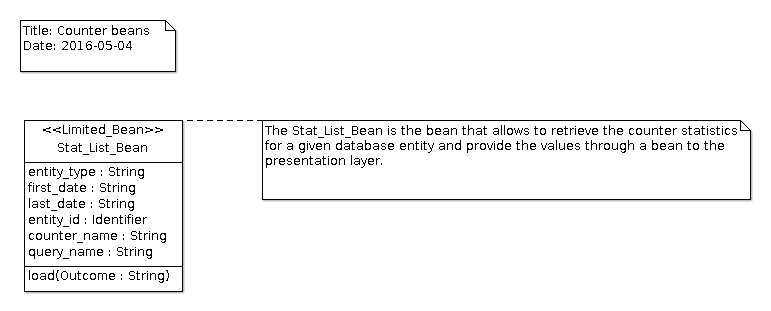 Title: Counter beans
Date: 2016-05-04
<<Limited_Bean>>
Stat_List_Bean
entity_type : String
first_date : String
last_date : String
entity_id : Identifier
counter_name : String
query_name : String
load(Outcome : String)
The Stat_List_Bean is the bean that allows to retrieve the counter statistics
for a given database entity and provide the values through a bean to the
presentation layer.